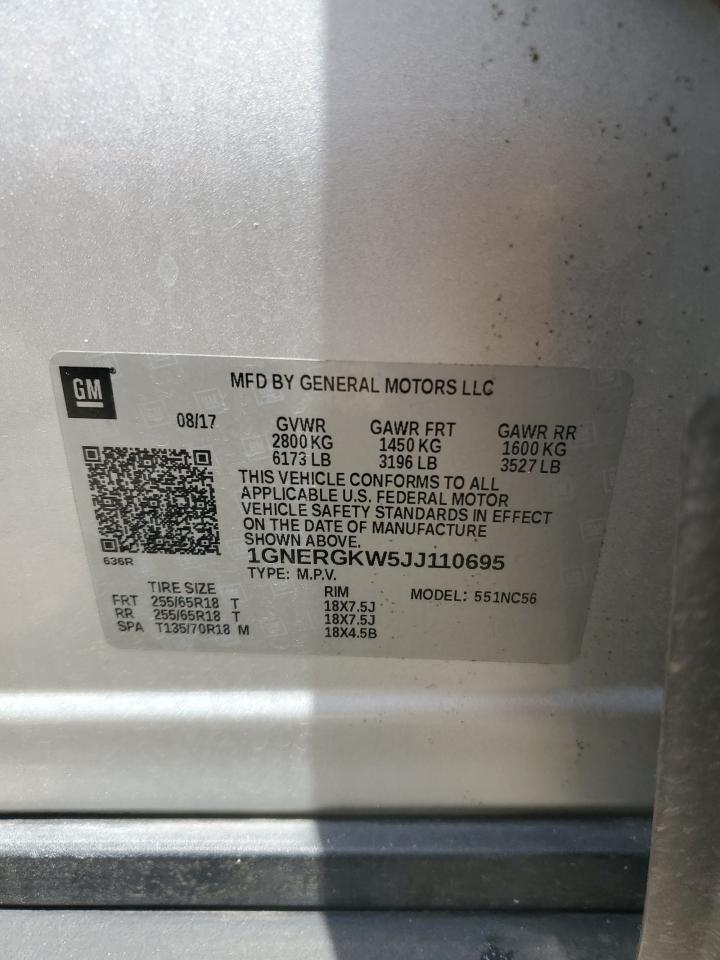 GM
MFD BY GENERAL MOTORS LLC
08/17 GVWR GAWR FRT GAWR RR
2800 KG 1450 KG 1600 KG
6173 LB 3196 LB 3527 LB
THIS VEHICLE CONFORMS TO ALL
APPLICABLE U.S. FEDERAL MOTOR
VEHICLE SAFETY STANDARDS IN EFFECT
ON THE DATE OF MANUFACTURE
SHOWN ABOVE.
636R 1GNERGKW5JJ110695
TYPE: M.P.V.
TIRE SIZE RIM MODEL: 551NC56
FRT 255/65R18 T 18X7.5J
RR 255/65R18 T 18X7.5J
SPA T135/70R18 M 18X4.5B